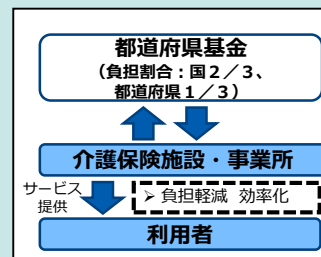 都道府県基金
（負担割合：国２／３、
都道府県１／３）
介護保険施設・事業所
サービス
提供
➢ 負担軽減 効率化
利用者